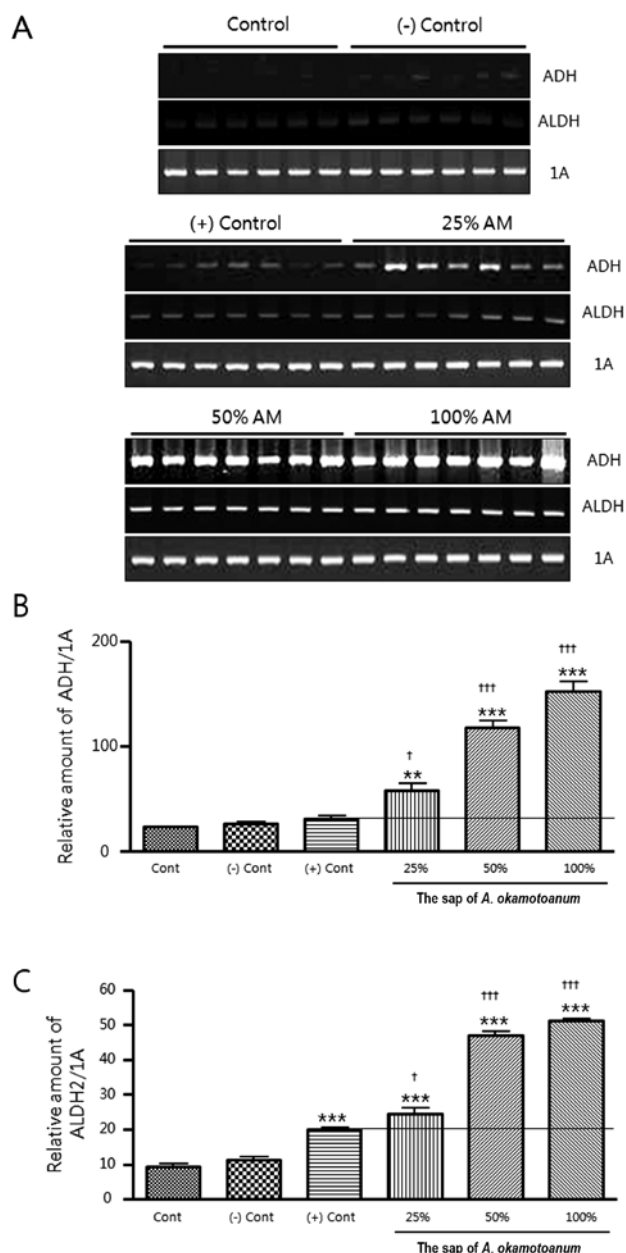 A
Control (-) Control
ADH
ALDH
1A
(+) Control 25% AM
ADH
ALDH
1A
50% AM 100% AM
ADH
ALDH
1A
B
Relative amount of ADH/1A
200
100
0
†
**
†††
***
†††
***
Cont (-) Cont (+) Cont 25% 50% 100%
The sap of A. okamotoanum
C
Relative amount of
ALDH2/1A
60
50
40
30
20
10
0
***
†
***
†††
***
†††
***
Cont (-) Cont (+) Cont 25% 50% 100%
The sap of A. okamotoanum